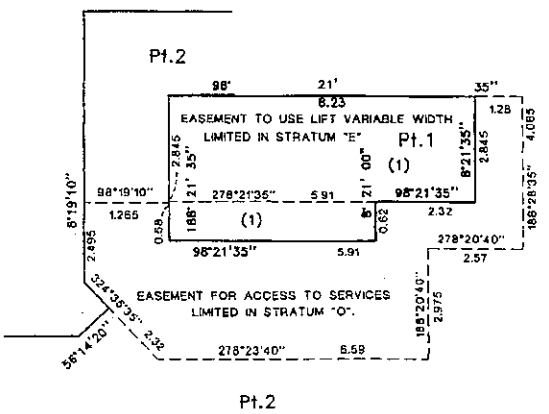 Pt.2
98° 21' 35"
8.23
1.28
EASEMENT TO USE LIFT VARIABLE WIDTH
LIMITED IN STRATUM "E"
Pt.1
(1)
4.065
188°28'35"
8°21'35"
2.845
2.845
188° 21' 35"
8° 21' 00"
98°19'10"
1.265
278°21'35" 5.91
98°21'35"
2.32
8°19'10"
2.495
0.58
(1)
0.62
98°21'35" 5.91
278°20'40"
2.57
EASEMENT FOR ACCESS TO SERVICES
LIMITED IN STRATUM "O".
324°35'35"
2.32
56°14'20"
188°20'40"
2.975
278°23'40" 6.59
Pt.2